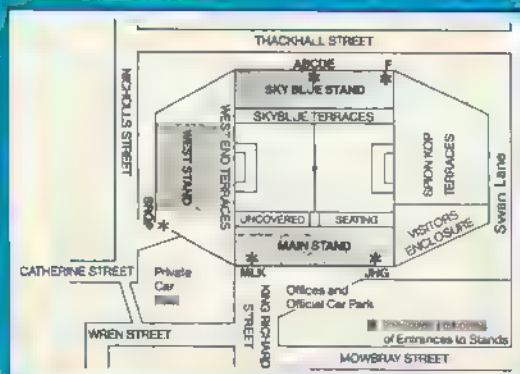 THACKHALL STREET
ABCDE
F
SKY BLUE STAND
SKYBLUE TERRACES
NICHOLLS STREET
WEST STAND
WEST END TERRACES
SPION KOP
TERRACES
Swan Lane
UNCOVERED
SEATING
VISITORS
ENCLOSURE
MAIN STAND
CATHERINE STREET
Private
Car
MLK
JHG
Offices and
Official Car Park
KING RICHARD
STREET
WREN STREET
of Entrances to Stands
MOWBRAY STREET